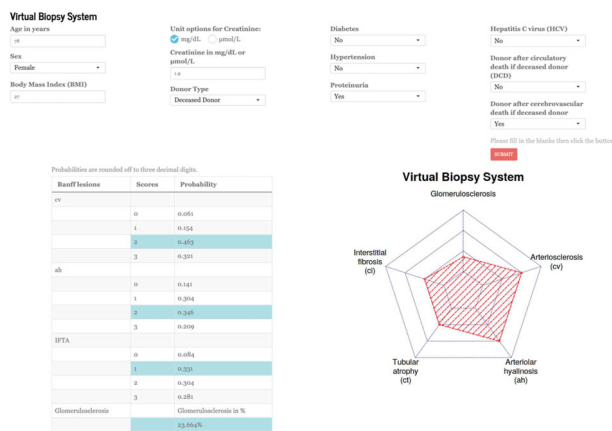 Virtual Biopsy System
Age in years
78
Sex
Female
Body Mass Index (BMI)
27
Unit options for Creatinine:
mg/dL μmol/L
Creatinine in mg/dL or
μmol/L
1.9
Donor Type
Deceased Donor
Diabetes
No
Hypertension
No
Proteinuria
Yes
Hepatitis C virus (HCV)
No
Donor after circulatory
death if deceased donor
(DCD)
No
Donor after cerebrovascular
death if deceased donor
Yes
Please fill in the blanks then click the button
SUBMIT
Probabilities are rounded off to three decimal digits.
Banff lesions Scores Probability
cv
0 0.061
1 0.154
2 0.463
3 0.321
ah
0 0.141
1 0.304
2 0.346
3 0.209
IFTA
0 0.084
1 0.331
2 0.304
3 0.281
Glomerulosclerosis Glomerulosclerosis in %
23.664%
Virtual Biopsy System
Glomerulosclerosis
Arteriosclerosis
(cv)
Arteriolar
hyalinosis
(ah)
Tubular
atrophy
(ct)
Interstitial
fibrosis
(ci)